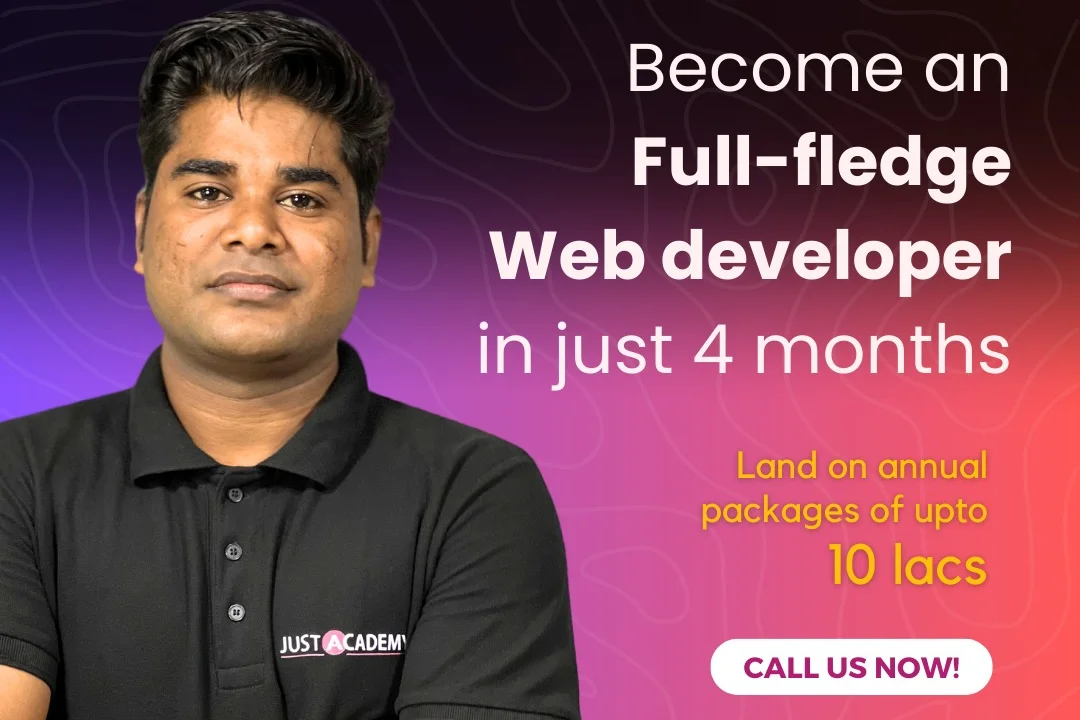 Become an
Full-fledge
Web developer
in just 4 months
Land on annual
packages of upto
10 lacs
CALL US NOW!
JUST ACADEMY